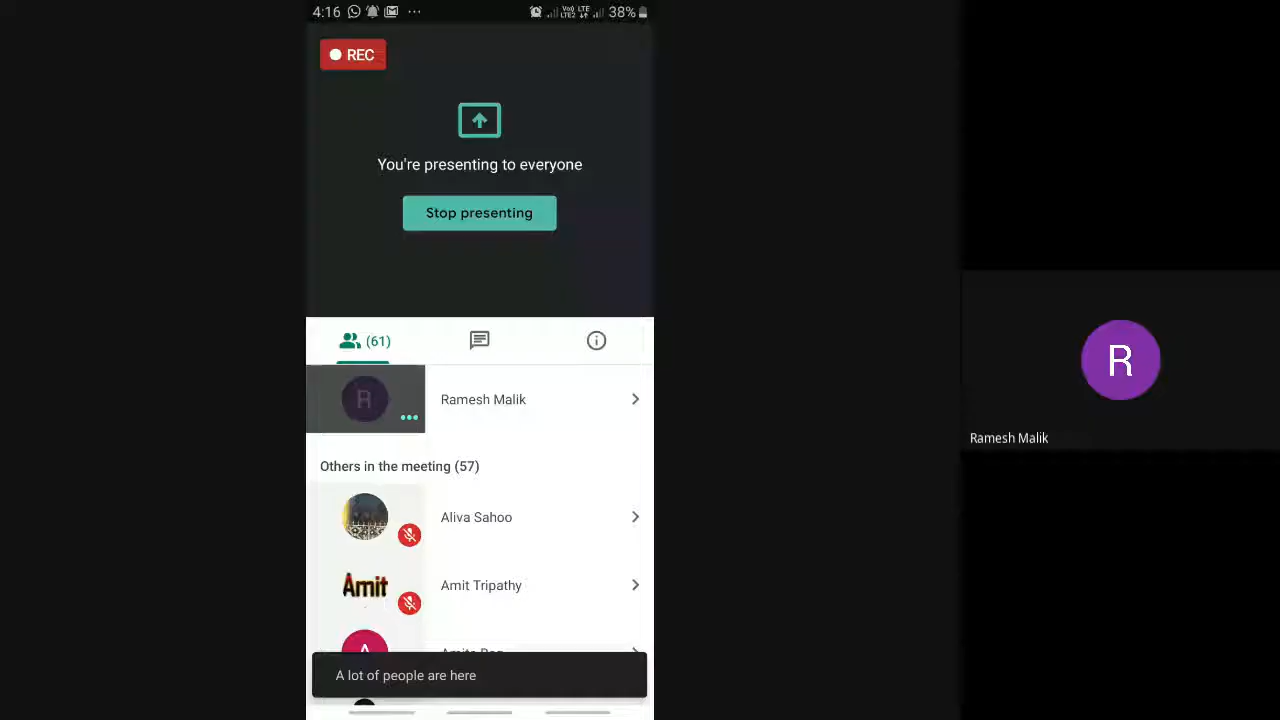 4:16
38%
REC
You're presenting to everyone
Stop presenting
(61)
R
Ramesh Malik
Others in the meeting (57)
Aliva Sahoo
Amit
Amit Tripathy
A lot of people are here
R
Ramesh Malik